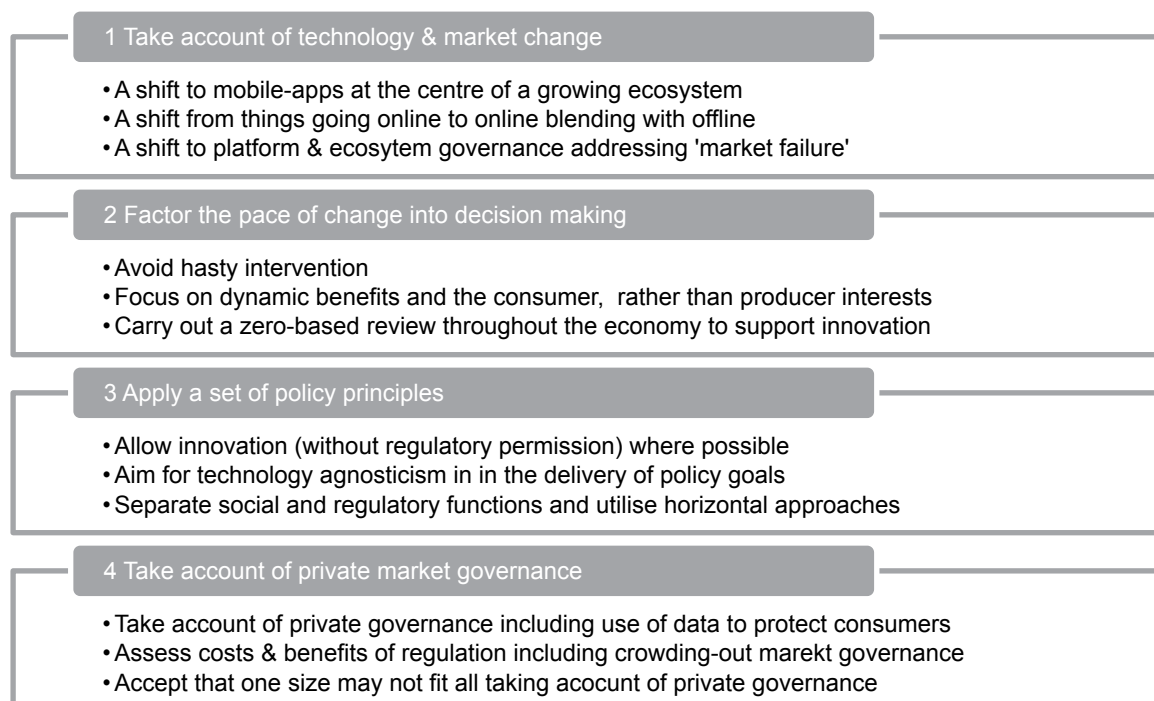 1 Take account of technology & market change
•A shift to mobile-apps at the centre of a growing ecosystem
•A shift from things going online to online blending with offline
•A shift to platform & ecosytem governance addressing 'market failure'
2 Factor the pace of change into decision making
•Avoid hasty intervention
•Focus on dynamic benefits and the consumer, rather than producer interests
•Carry out a zero-based review throughout the economy to support innovation
3 Apply a set of policy principles
•Allow innovation (without regulatory permission) where possible
•Aim for technology agnosticism in in the delivery of policy goals
•Separate social and regulatory functions and utilise horizontal approaches
4 Take account of private market governance
•Take account of private governance including use of data to protect consumers
•Assess costs & benefits of regulation including crowding-out marekt governance
•Accept that one size may not fit all taking acocunt of private governance